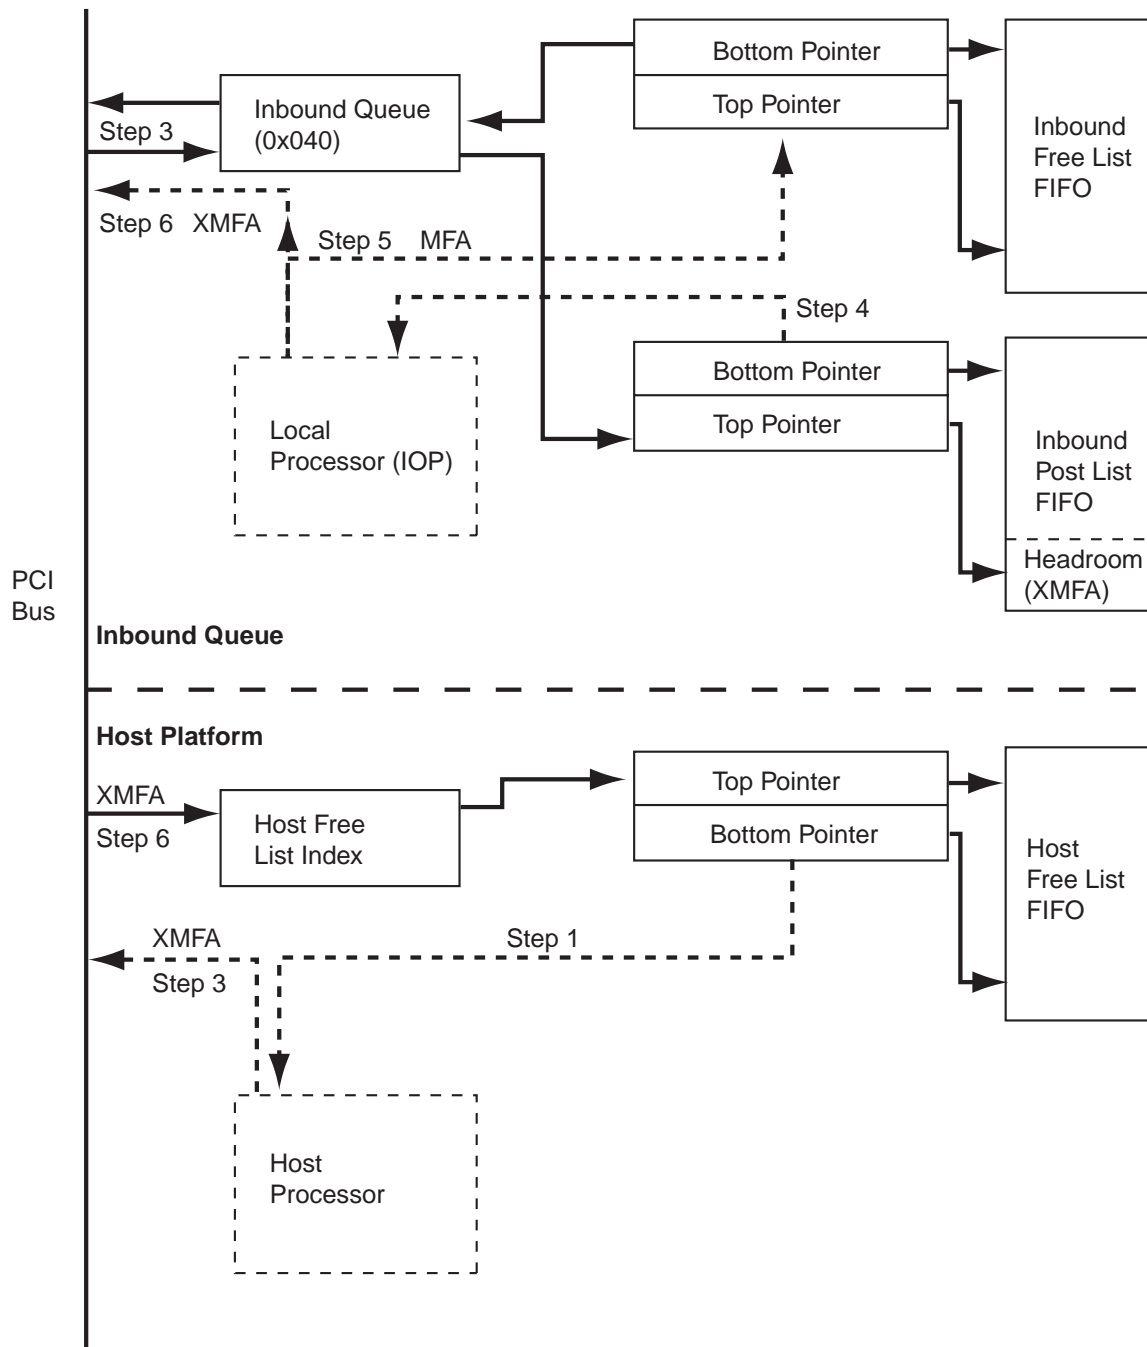 Bottom Pointer
Top Pointer
Inbound
Free List
FIFO
Inbound Queue
(0x040)
Step 3
Step 6 XMFA
Step 5 MFA
Step 4
Bottom Pointer
Top Pointer
Local
Processor (IOP)
Inbound
Post List
FIFO
Headroom
(XMFA)
PCI
Bus
Inbound Queue
Host Platform
XMFA
Step 6
Host Free
List Index
Top Pointer
Bottom Pointer
Host
Free List
FIFO
XMFA
Step 3
Step 1
Host
Processor